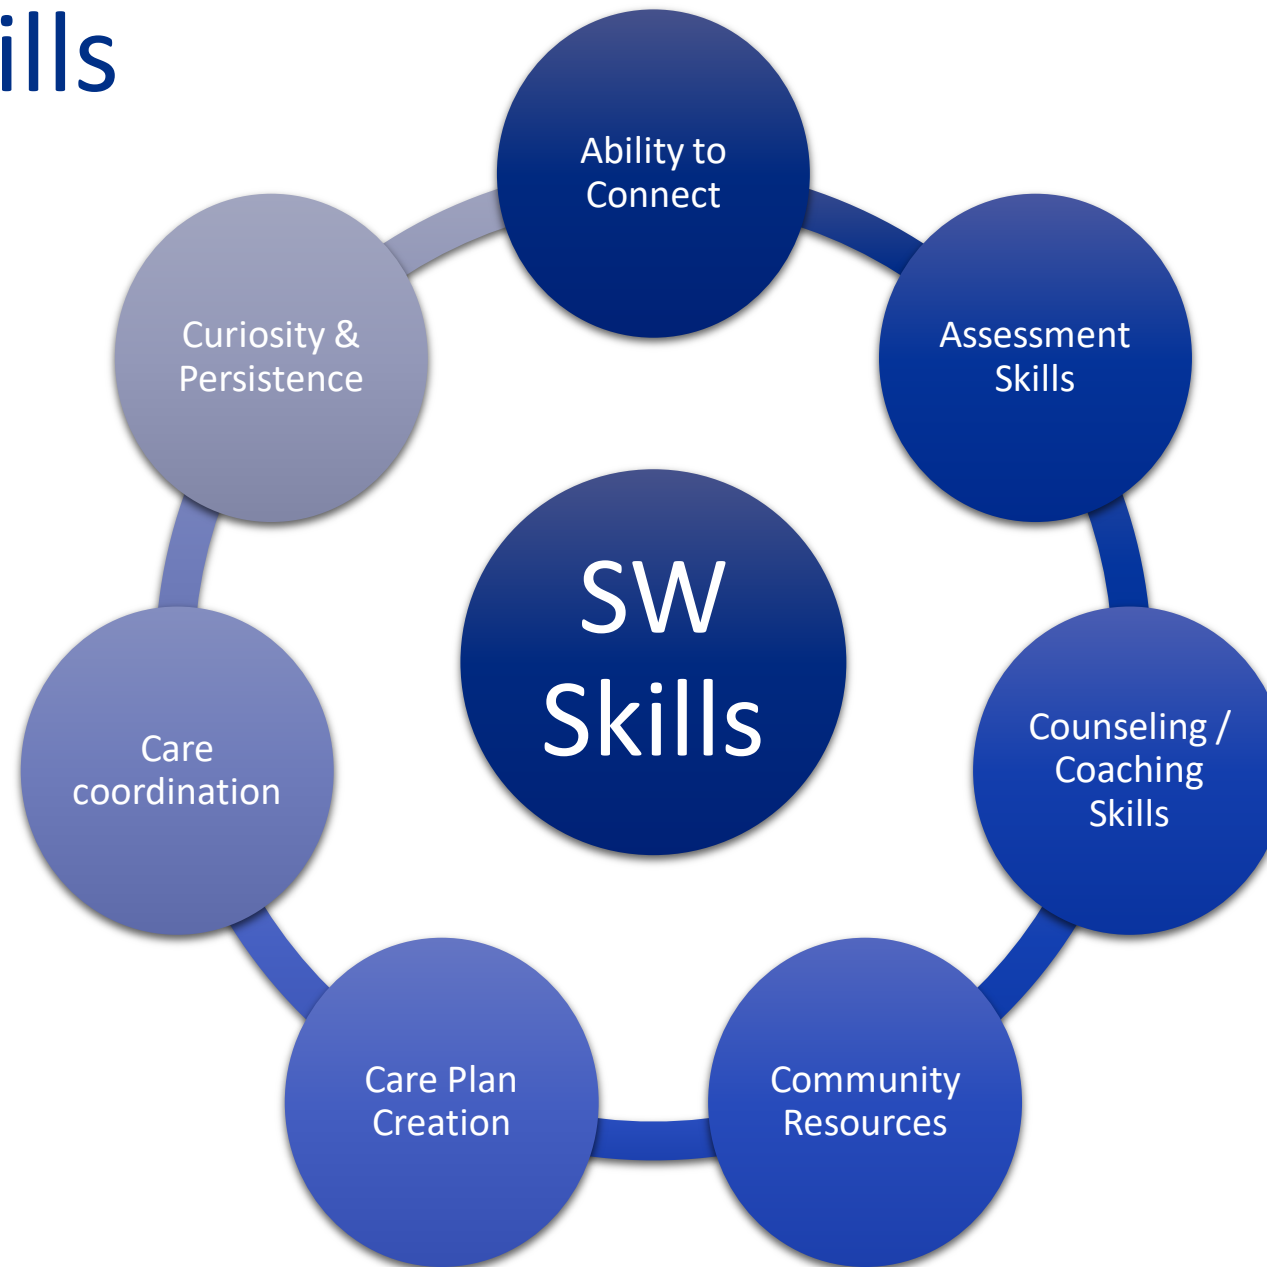 ills
Ability to
Connect
Assessment
Skills
Counseling /
Coaching
Skills
Community
Resources
Care Plan
Creation
Care
coordination
Curiosity &
Persistence
SW
Skills